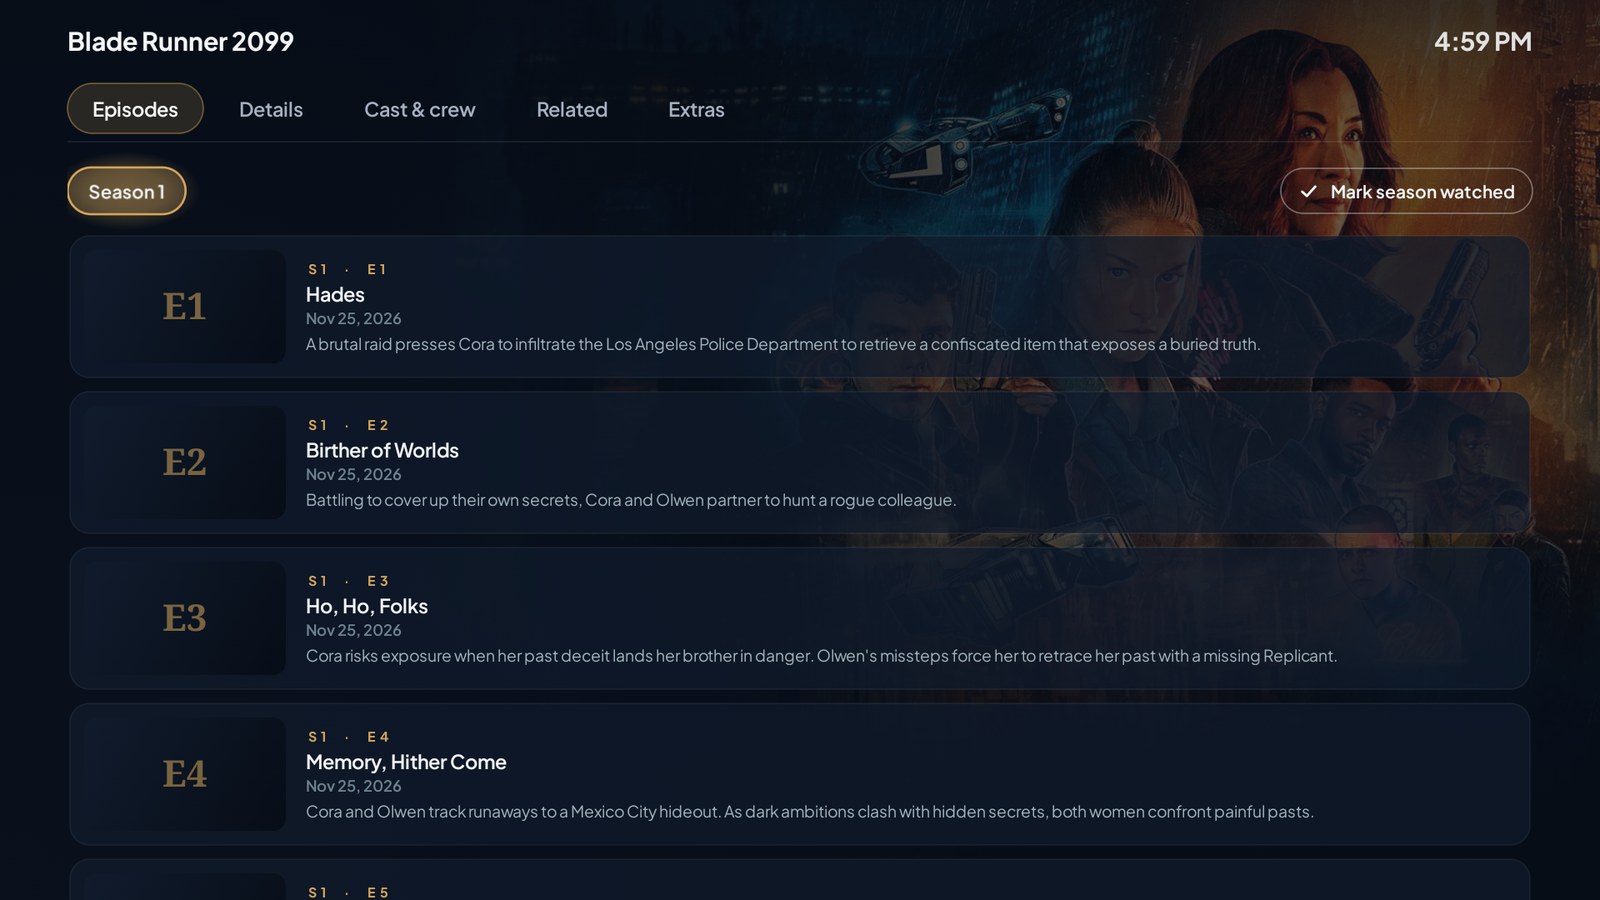 Blade Runner 2099
4:59 PM
Episodes
Details
Cast & crew
Related
Extras
Season 1
Mark season watched
E1
S1 · E1
Hades
Nov 25, 2026
A brutal raid presses Cora to infiltrate the Los Angeles Police Department to retrieve a confiscated item that exposes a buried truth.
E2
S1 · E2
Birther of Worlds
Nov 25, 2026
Battling to cover up their own secrets, Cora and Olwen partner to hunt a rogue colleague.
E3
S1 · E3
Ho, Ho, Folks
Nov 25, 2026
Cora risks exposure when her past deceit lands her brother in danger. Olwen's missteps force her to retrace her past with a missing Replicant.
E4
S1 · E4
Memory, Hither Come
Nov 25, 2026
Cora and Olwen track runaways to a Mexico City hideout. As dark ambitions clash with hidden secrets, both women confront painful pasts.
S1 · E5